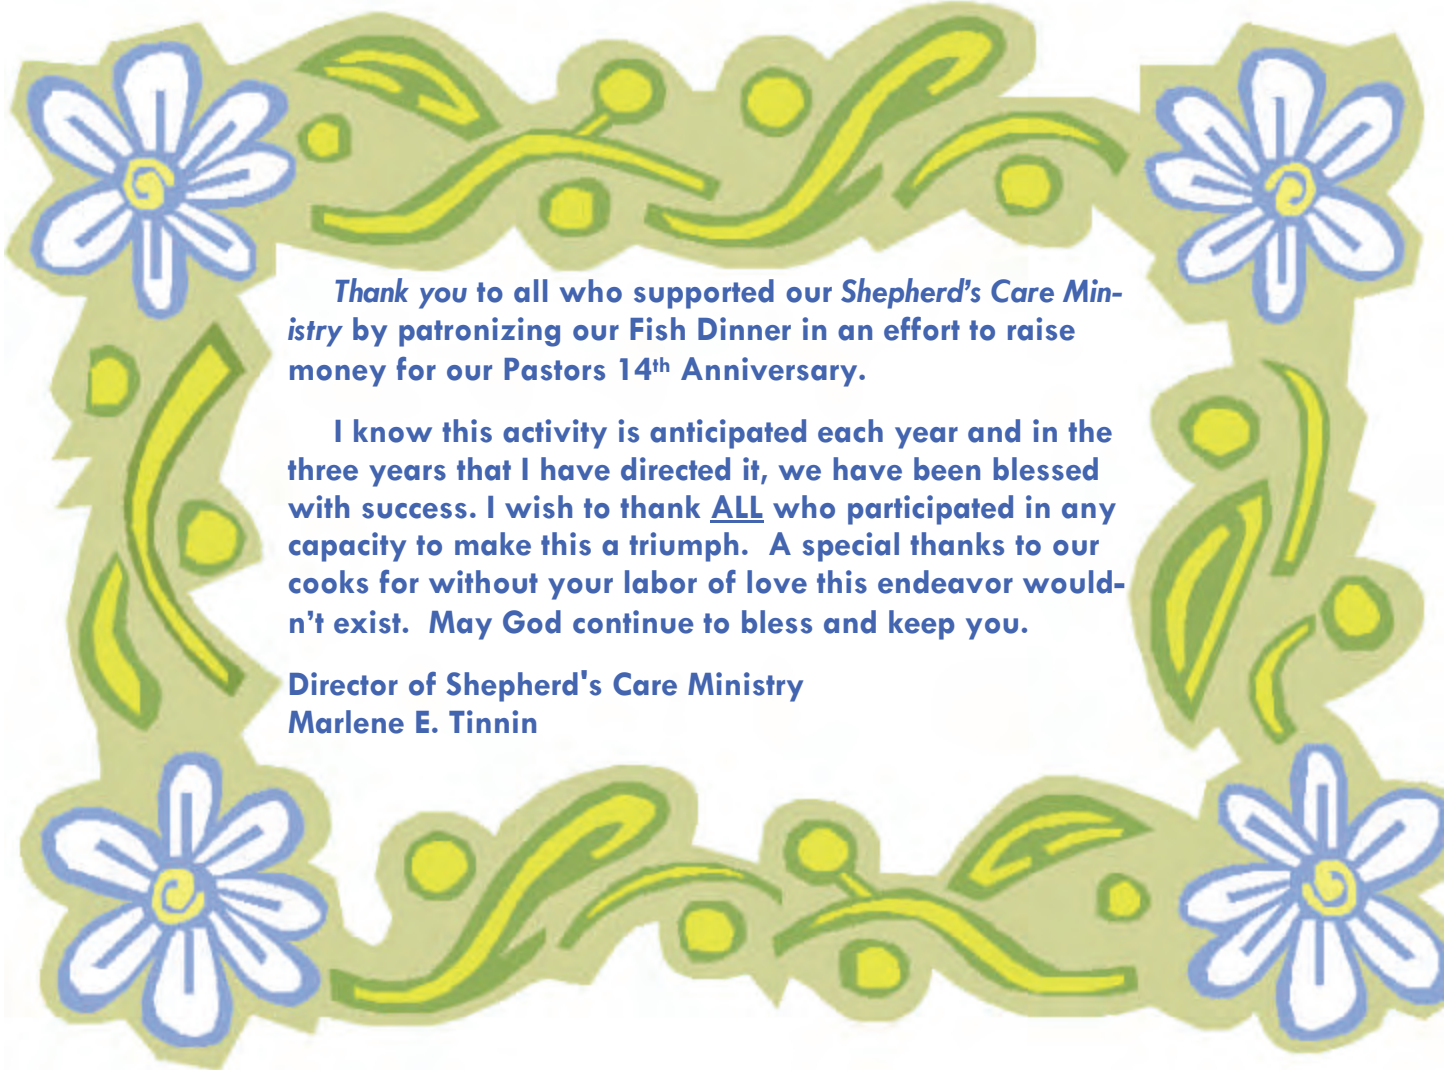 Thank you to all who supported our Shepherd’s Care Min-
istry by patronizing our Fish Dinner in an effort to raise
money for our Pastors 14th Anniversary.
I know this activity is anticipated each year and in the
three years that I have directed it, we have been blessed
with success. I wish to thank ALL who participated in any
capacity to make this a triumph.  A special thanks to our
cooks for without your labor of love this endeavor would-
n’t exist.  May God continue to bless and keep you.
Director of Shepherd's Care Ministry
Marlene E. Tinnin